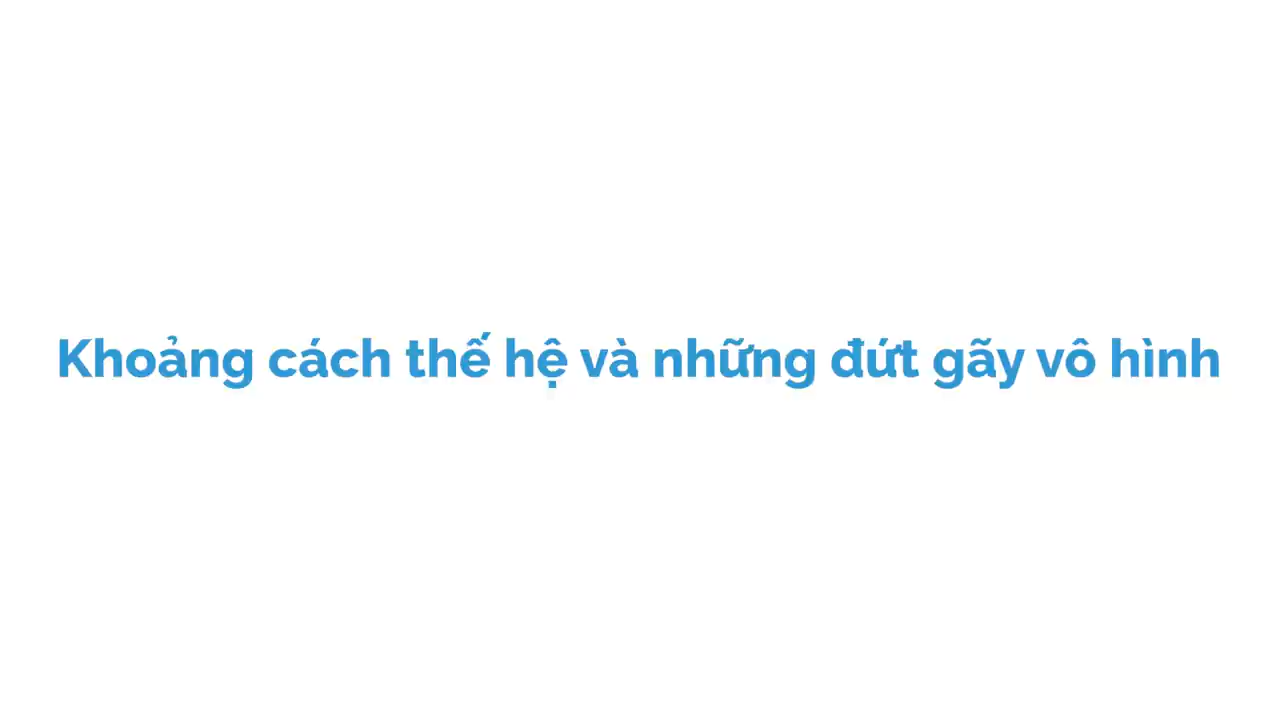 Khoảng cách thế hệ và những đứt gãy vô hình